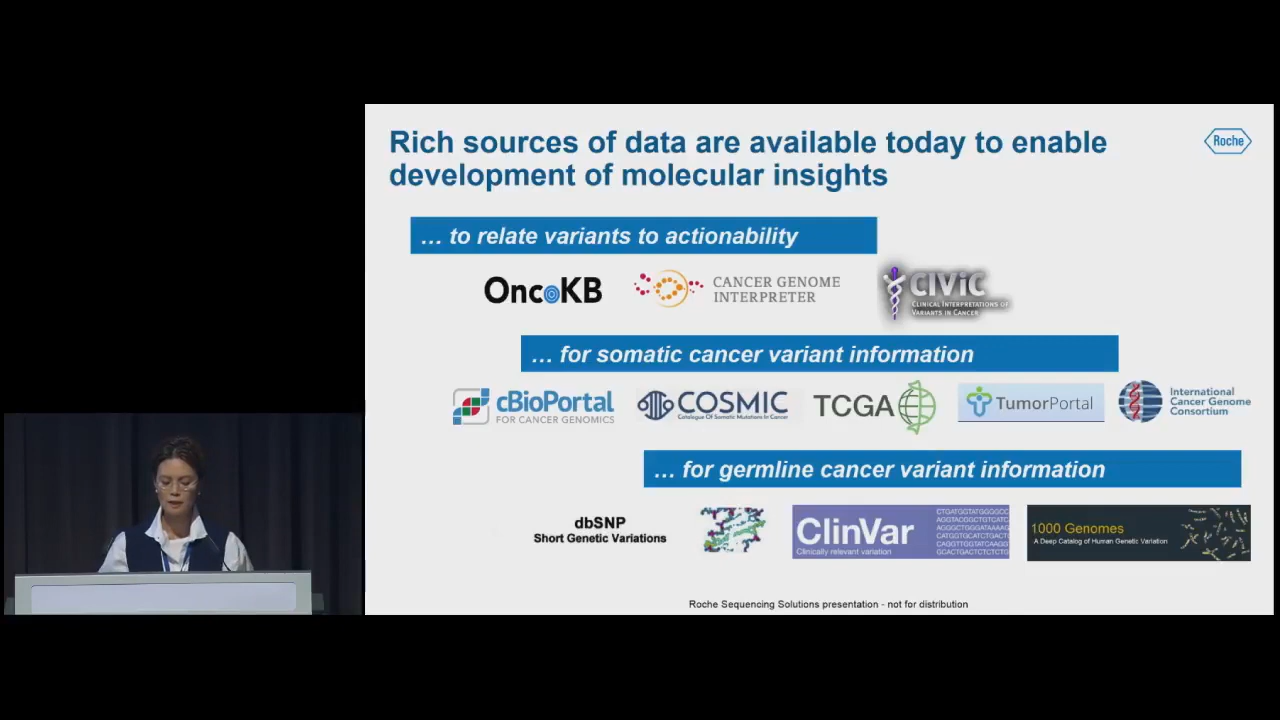 Rich sources of data are available today to enable
development of molecular insights
Roche
… to relate variants to actionability
OncoKB
CANCER GENOME
INTERPRETER
CIViC
CLINICAL INTERPRETATIONS OF
VARIANTS IN CANCER
… for somatic cancer variant information
cBioPortal
FOR CANCER GENOMICS
COSMIC
Catalogue Of Somatic Mutations In Cancer
TCGA
TumorPortal
International
Cancer Genome
Consortium
… for germline cancer variant information
dbSNP
Short Genetic Variations
ClinVar
Clinically relevant variation
1000 Genomes
A Deep Catalog of Human Genetic Variation
Roche Sequencing Solutions presentation - not for distribution